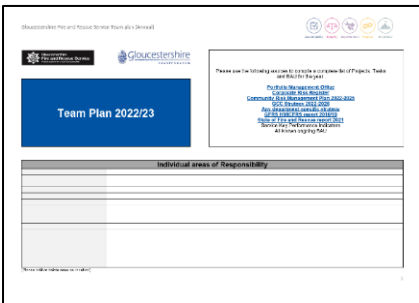 Gloucestershire Fire and Rescue Service
Gloucestershire
Fire and Rescue Service
Gloucestershire
COUNTY COUNCIL
Please use the following sources to compile a complete list of Projects, Tasks
and BAU for the year.
Portfolio Management Office
Corporate Risk Register
Community Risk Management Plan 2022-2025
GCC Strategy 2022-2026
Any department specific strategy
GFRS HMICFRS report 2018/19
State of Fire and Rescue report 2021
Service Key Performance Indicators
All known ongoing BAU
Team Plan 2022/23
Individual areas of Responsibility